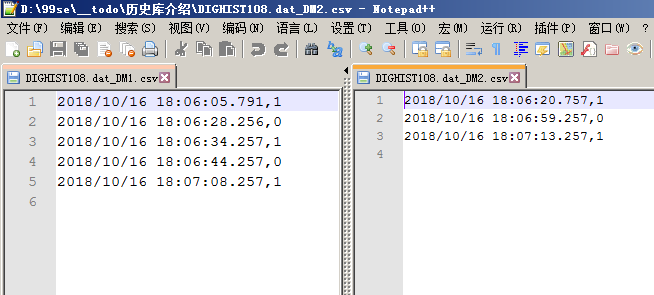 D:\99se\__todo\历史库介绍\DIGHIST108.dat_DM2.csv - Notepad++
文件(F) 编辑(E) 搜索(S) 视图(V) 编码(N) 语言(L) 设置(T) 工具(O) 宏(M) 运行(R) 插件(P) 窗口(W) ?
DIGHIST108.dat_DM1.csv
1 2018/10/16 18:06:05.791,1
2 2018/10/16 18:06:28.256,0
3 2018/10/16 18:06:34.257,1
4 2018/10/16 18:06:44.257,0
5 2018/10/16 18:07:08.257,1
6
DIGHIST108.dat_DM2.csv
1 2018/10/16 18:06:20.757,1
2 2018/10/16 18:06:59.257,0
3 2018/10/16 18:07:13.257,1
4